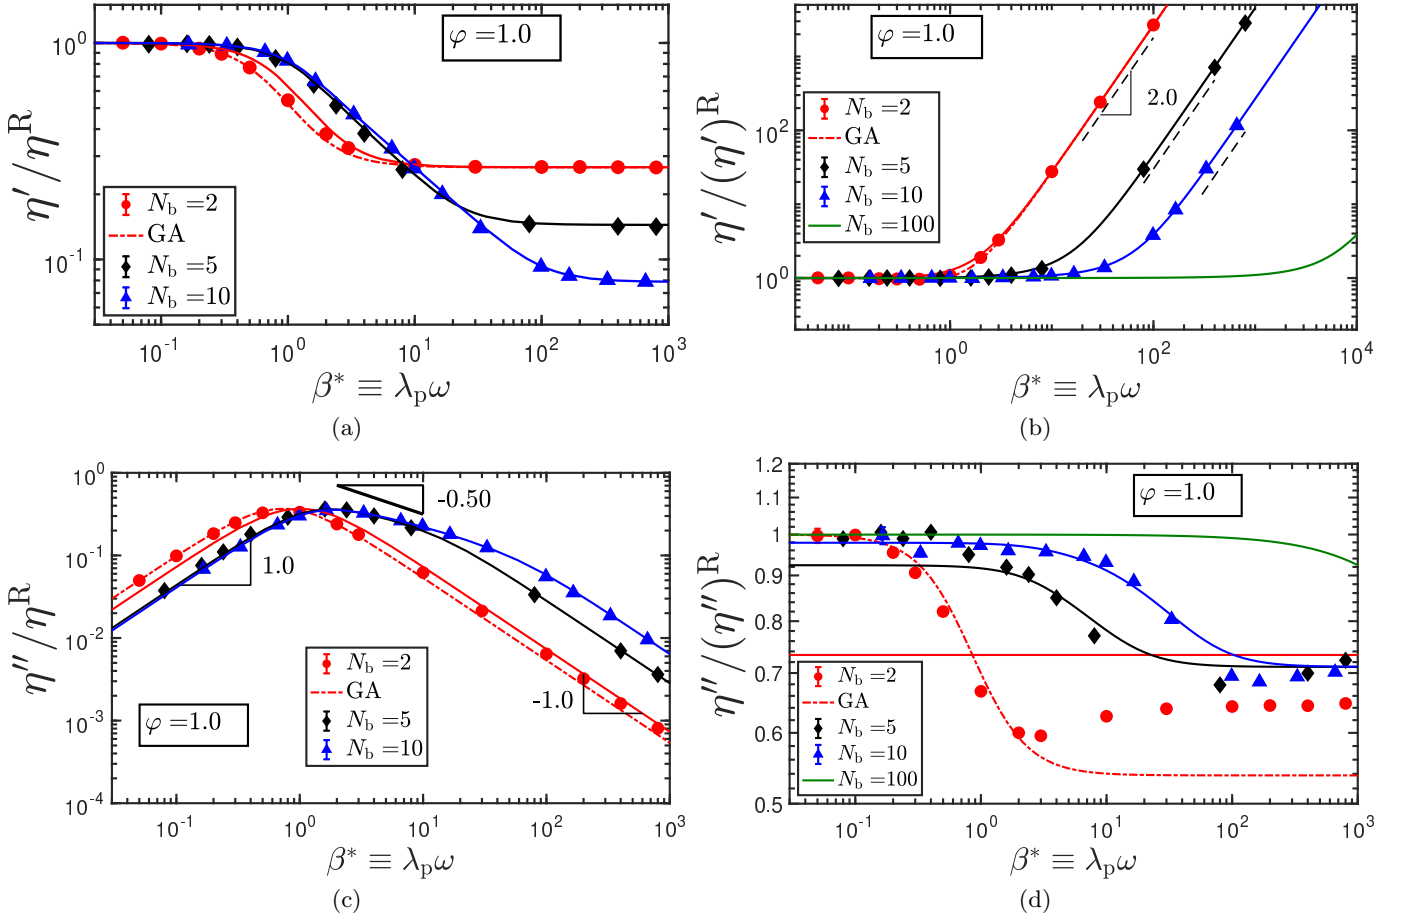 φ =1.0
η′/η^R
10^0
10^-1
N_b =2
GA
N_b =5
N_b =10
10^-1
10^0
10^1
10^2
10^3
β* ≡ λ_p ω
(a)
φ =1.0
η′/(η′)^R
10^2
10^0
N_b =2
GA
N_b =5
N_b =10
N_b =100
2.0
10^0
10^2
10^4
β* ≡ λ_p ω
(b)
η″/η^R
10^0
10^-1
10^-2
10^-3
10^-4
-0.50
1.0
-1.0
N_b =2
GA
N_b =5
N_b =10
φ =1.0
10^-1
10^0
10^1
10^2
10^3
β* ≡ λ_p ω
(c)
η″/(η″)^R
1.2
1.1
1
0.9
0.8
0.7
0.6
0.5
φ =1.0
N_b =2
GA
N_b =5
N_b =10
N_b =100
10^-1
10^0
10^1
10^2
10^3
β* ≡ λ_p ω
(d)